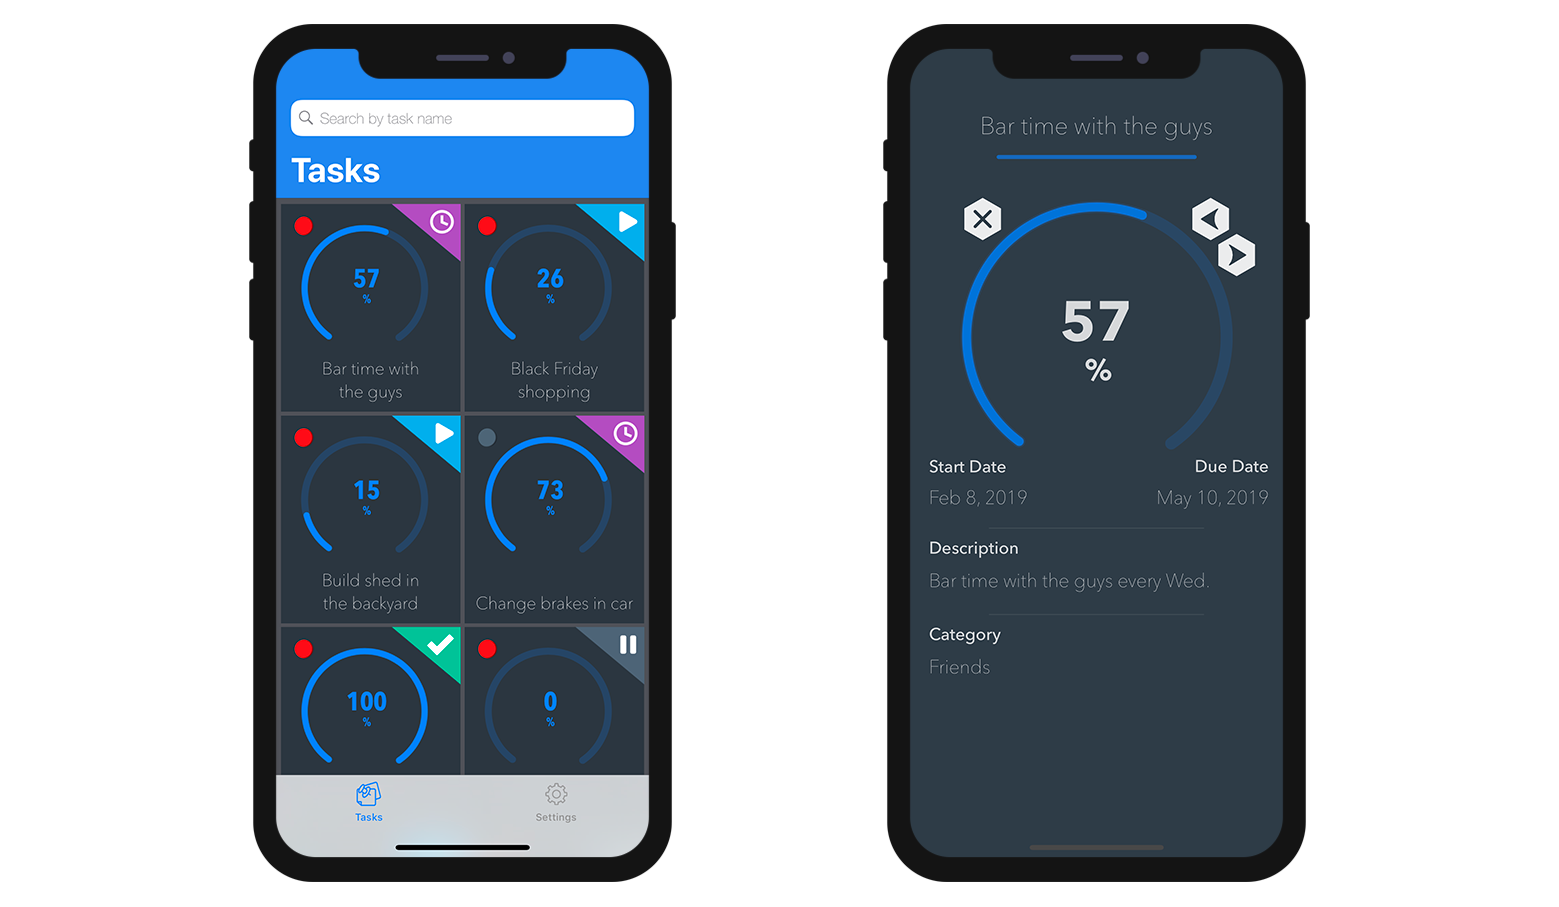 Search by task name
Tasks
57
%
Bar time with
the guys
26
%
Black Friday
shopping
15
%
Build shed in
the backyard
73
%
Change brakes in car
100
%
0
%
Tasks
Settings
Bar time with the guys
57
%
Start Date
Due Date
Feb 8, 2019
May 10, 2019
Description
Bar time with the guys every Wed.
Category
Friends